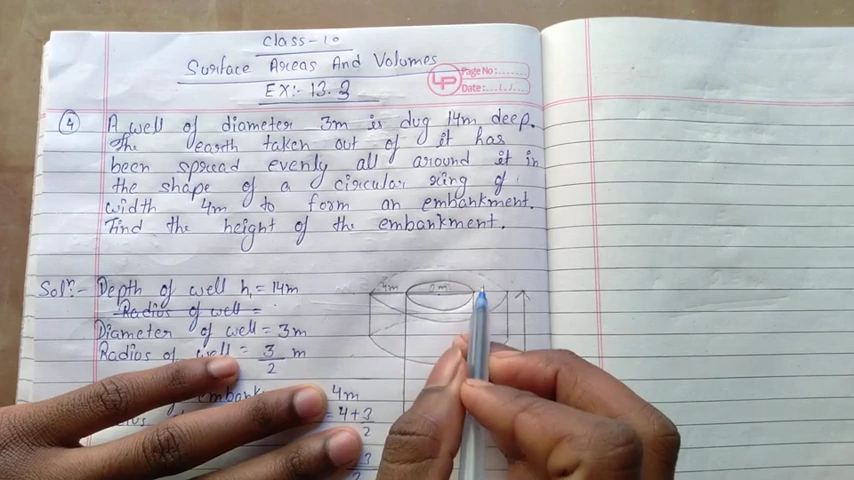 Class-10
Surface Areas And Volumes
EX:- 13.3
LP Page No:.......
Date:.../.../...
4 A well of diameter 3m is dug 14m deep.
The earth taken out of it has
been spread evenly all around it in
the shape of a circular ring of
width 4m to form an embankment.
Find the height of the embankment.
Solⁿ:- Depth of well h₁ = 14m
Radius of well =
Diameter of well = 3m
Radius of well = 3/2 m
4m
= 4+3/2
4m